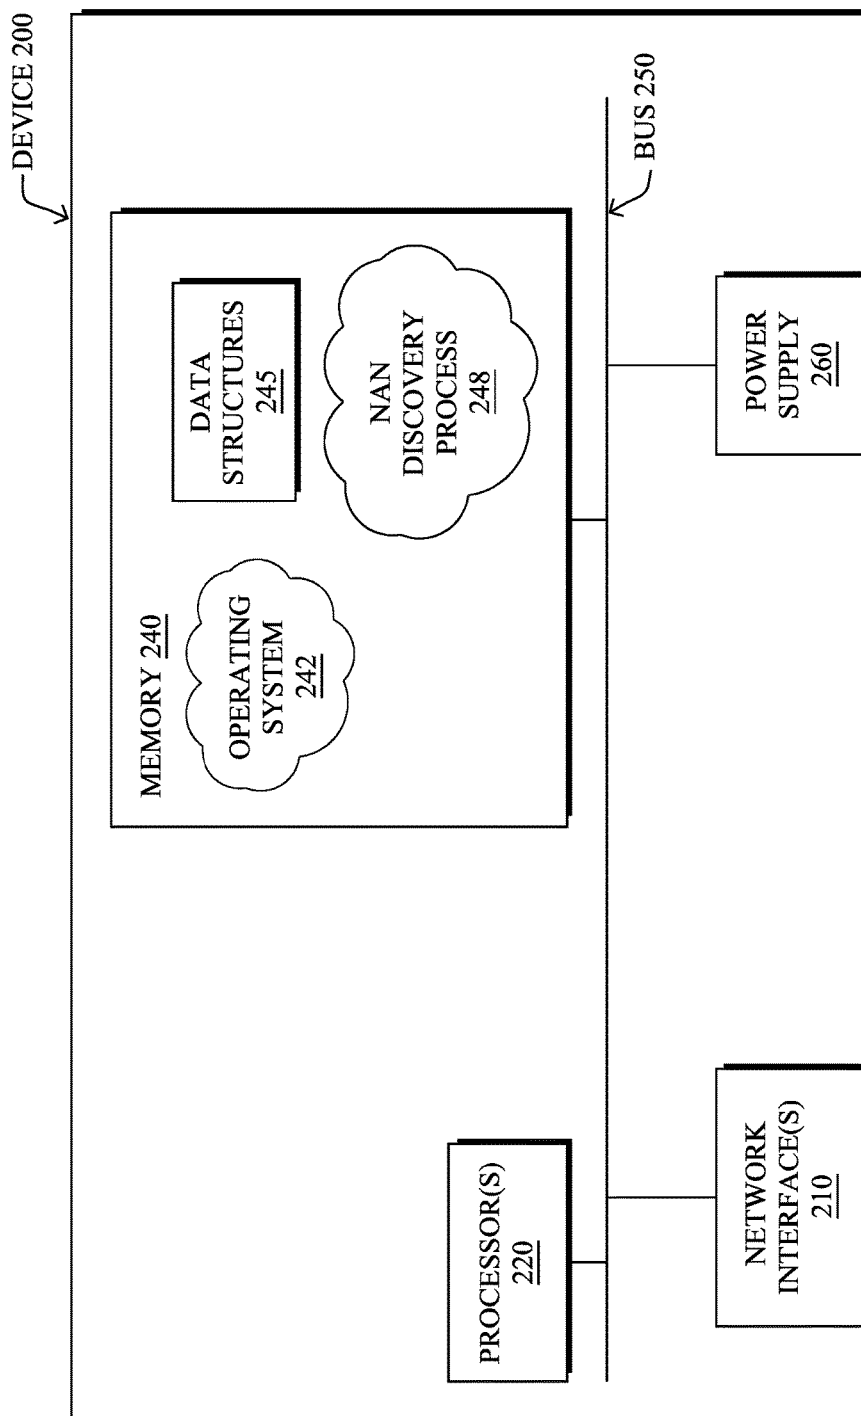 DEVICE 200
MEMORY 240
OPERATING
SYSTEM
242
DATA
STRUCTURES
245
NAN
DISCOVERY
PROCESS
248
PROCESSOR(S)
220
BUS 250
NETWORK
INTERFACE(S)
210
POWER
SUPPLY
260